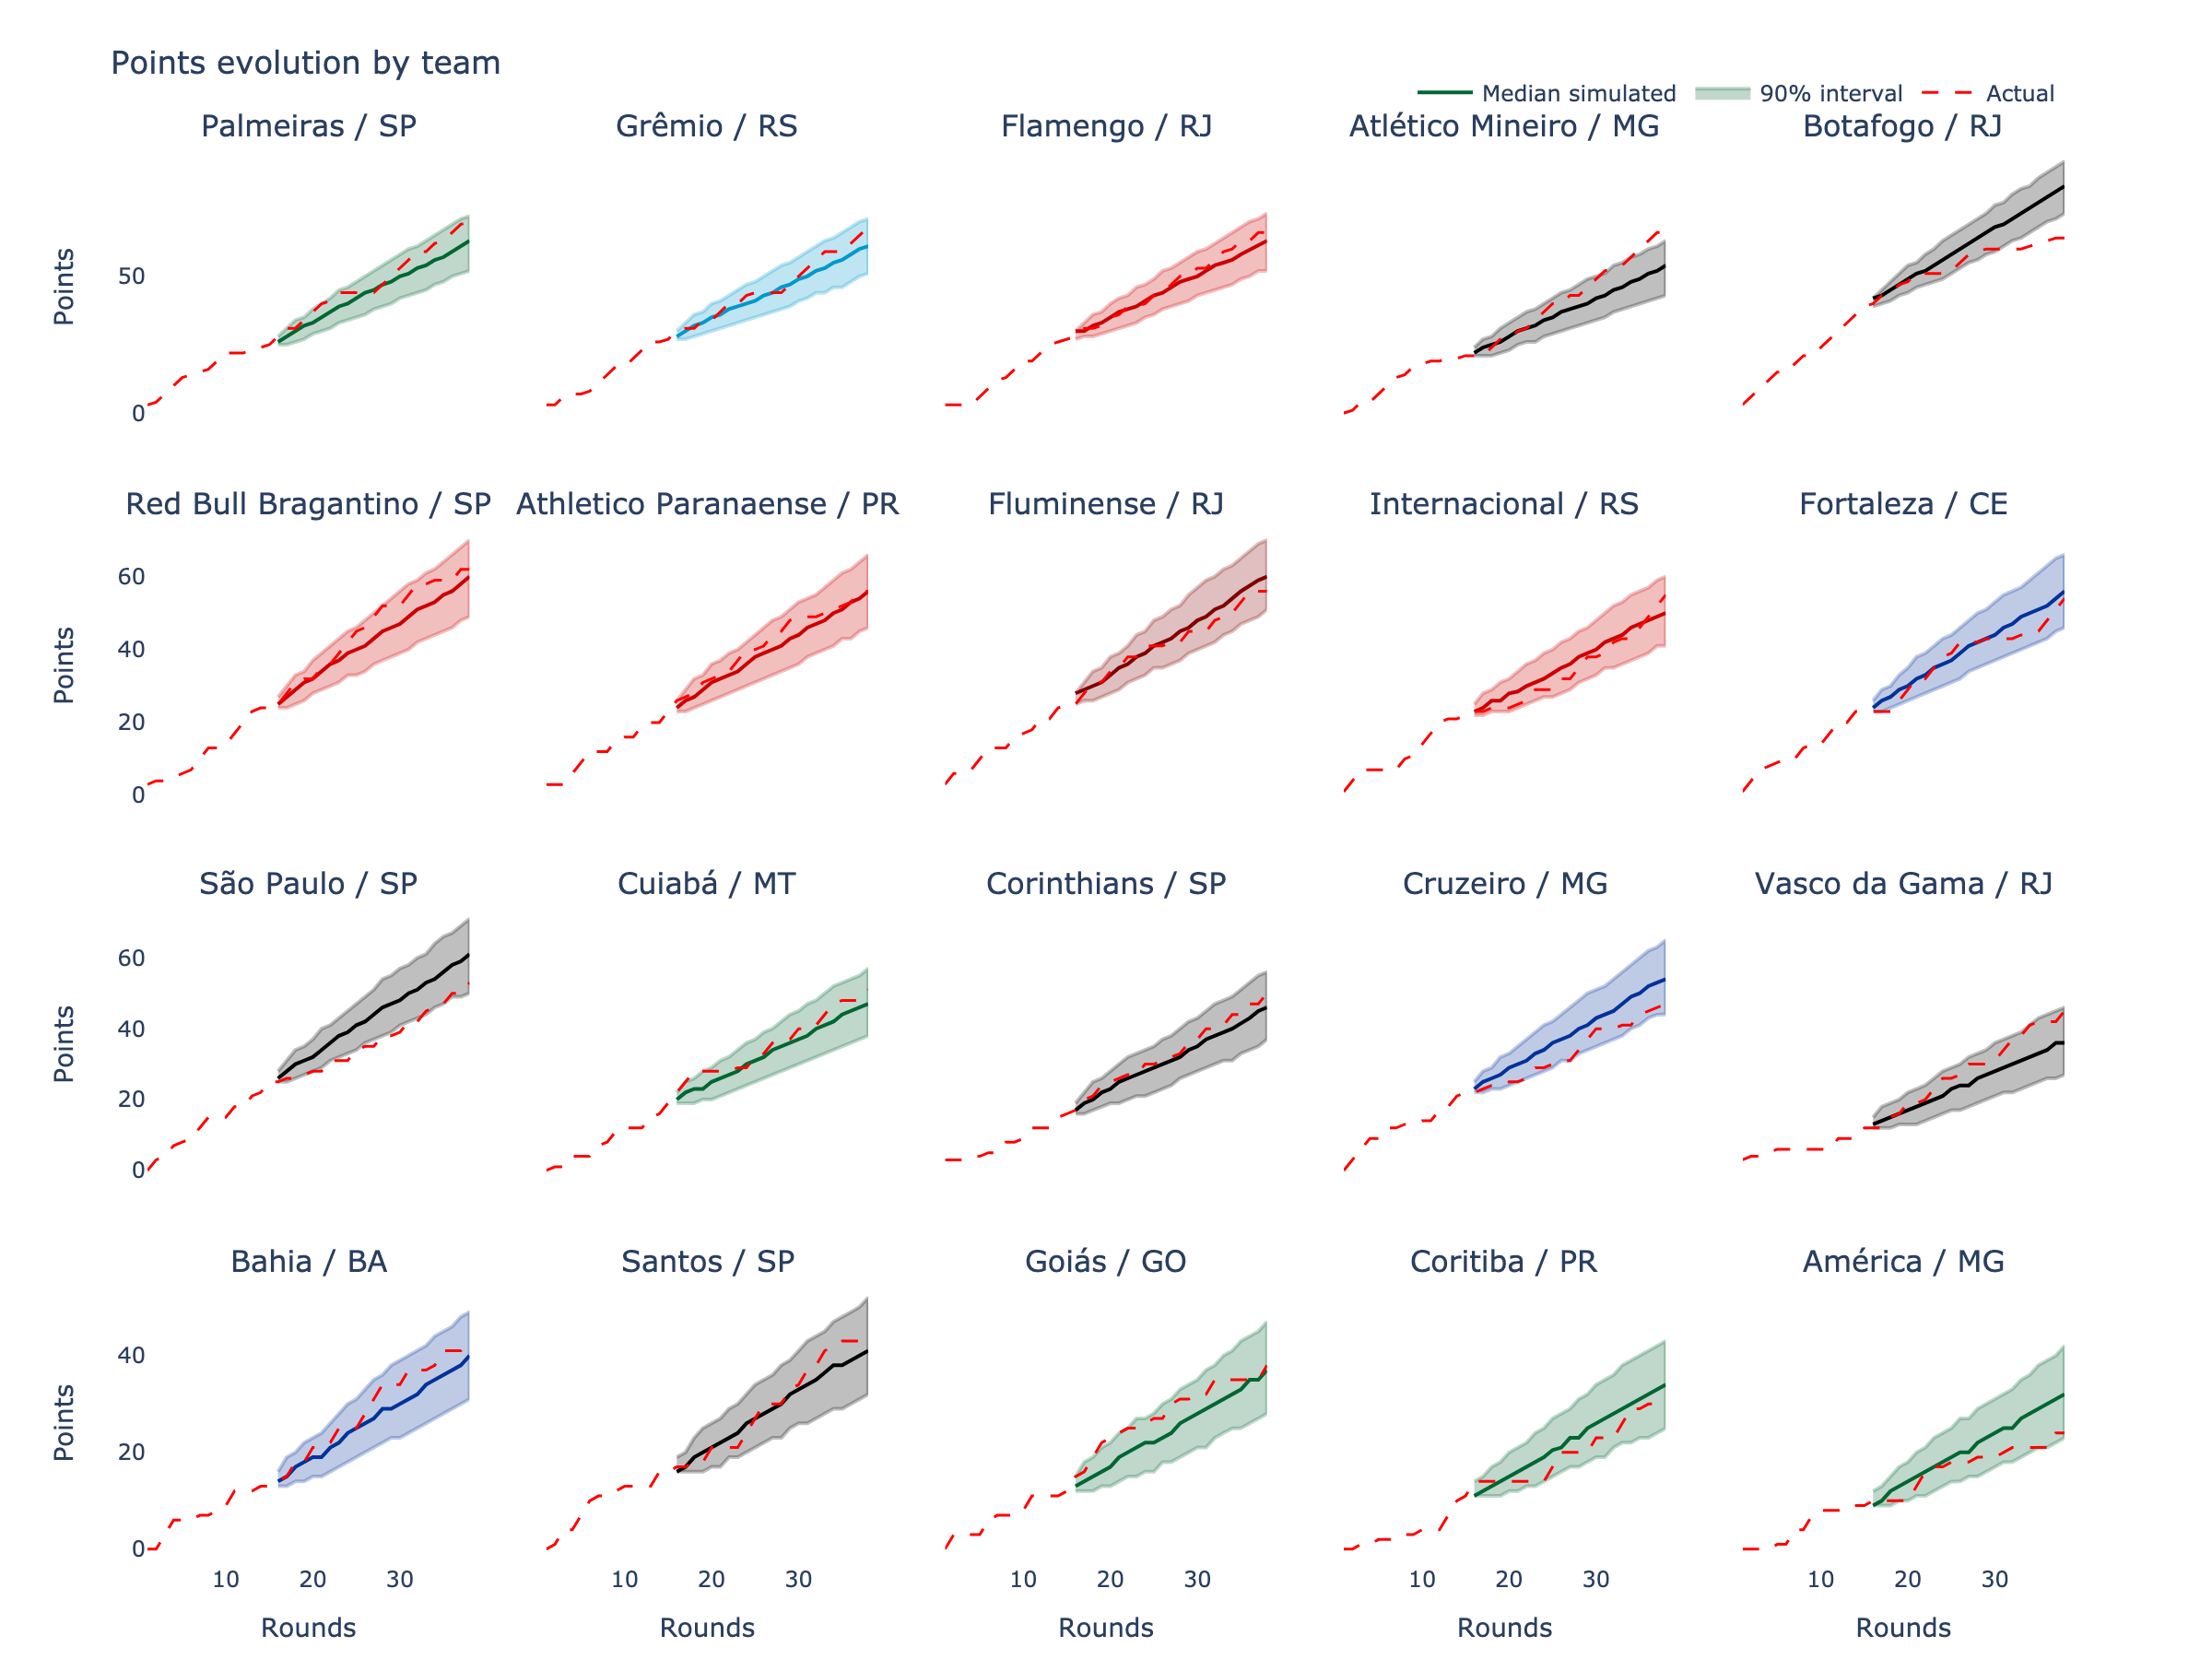 Points evolution by team
Median simulated 90% interval Actual
Palmeiras / SP Grêmio / RS Flamengo / RJ Atlético Mineiro / MG Botafogo / RJ
Points
50
0
Red Bull Bragantino / SP Athletico Paranaense / PR Fluminense / RJ Internacional / RS Fortaleza / CE
Points
60
40
20
0
São Paulo / SP Cuiabá / MT Corinthians / SP Cruzeiro / MG Vasco da Gama / RJ
Points
60
40
20
0
Bahia / BA Santos / SP Goiás / GO Coritiba / PR América / MG
Points
40
20
0
10 20 30 10 20 30 10 20 30 10 20 30 10 20 30
Rounds Rounds Rounds Rounds Rounds